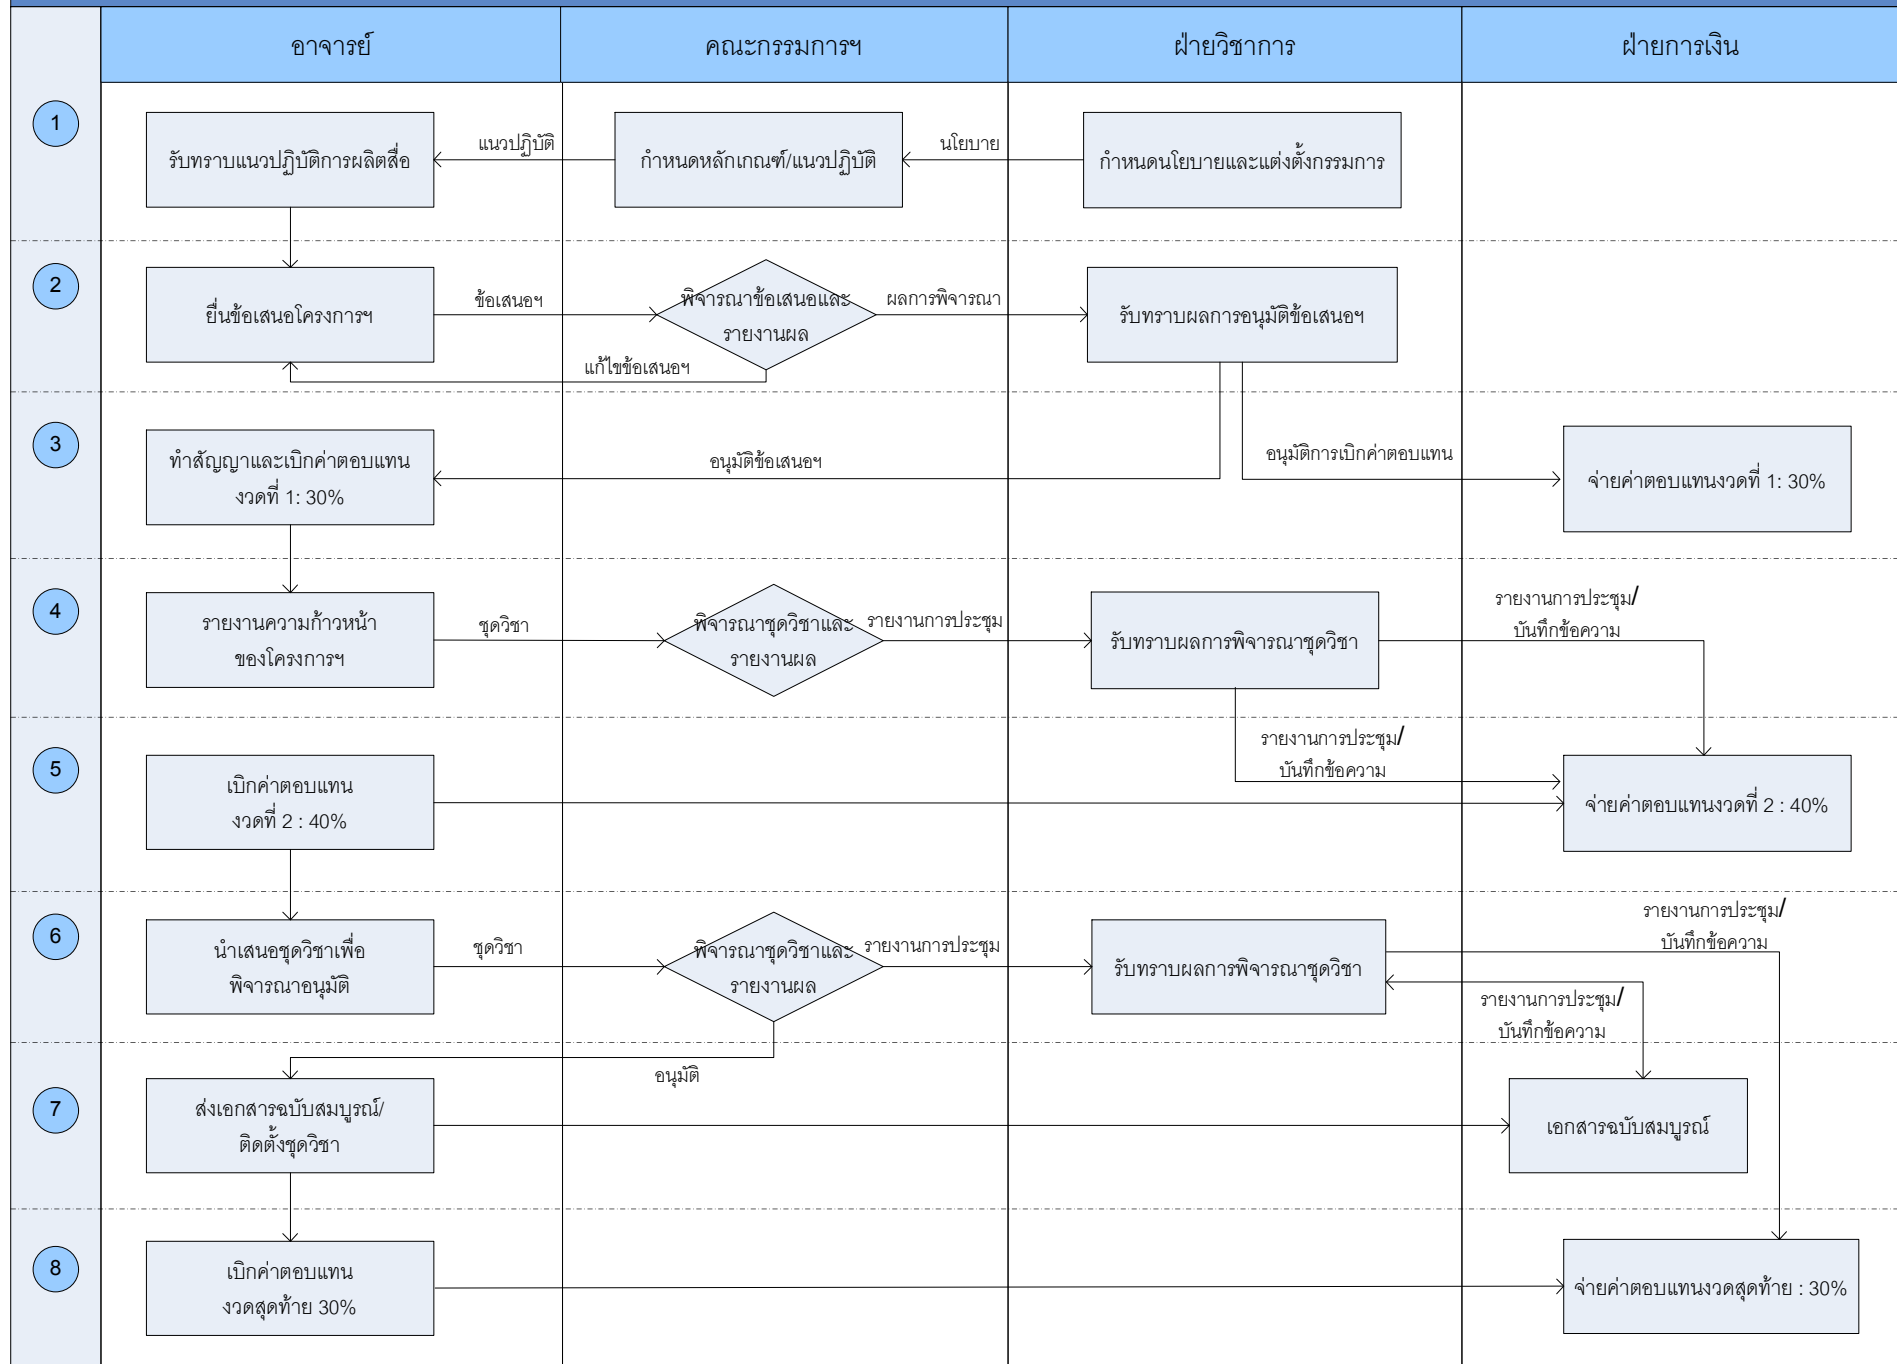 อาจารย์
คณะกรรมการฯ
ฝ่ายวิชาการ
ฝ่ายการเงิน
1
รับทราบแนวปฏิบัติการผลิตสื่อ
แนวปฏิบัติ
กำหนดหลักเกณฑ์/แนวปฏิบัติ
นโยบาย
กำหนดนโยบายและแต่งตั้งกรรมการ
2
ยื่นข้อเสนอโครงการฯ
ข้อเสนอฯ
พิจารณาข้อเสนอและ
รายงานผล
ผลการพิจารณา
รับทราบผลการอนุมัติข้อเสนอฯ
แก้ไขข้อเสนอฯ
3
ทำสัญญาและเบิกค่าตอบแทน
งวดที่ 1: 30%
อนุมัติข้อเสนอฯ
อนุมัติการเบิกค่าตอบแทน
จ่ายค่าตอบแทนงวดที่ 1: 30%
4
รายงานความก้าวหน้า
ของโครงการฯ
ชุดวิชา
พิจารณาชุดวิชาและ
รายงานผล
รายงานการประชุม
รับทราบผลการพิจารณาชุดวิชา
รายงานการประชุม/
บันทึกข้อความ
5
เบิกค่าตอบแทน
งวดที่ 2 : 40%
รายงานการประชุม/
บันทึกข้อความ
จ่ายค่าตอบแทนงวดที่ 2 : 40%
6
นำเสนอชุดวิชาเพื่อ
พิจารณาอนุมัติ
ชุดวิชา
พิจารณาชุดวิชาและ
รายงานผล
รายงานการประชุม
รับทราบผลการพิจารณาชุดวิชา
รายงานการประชุม/
บันทึกข้อความ
รายงานการประชุม/
บันทึกข้อความ
7
ส่งเอกสารฉบับสมบูรณ์/
ติดตั้งชุดวิชา
อนุมัติ
เอกสารฉบับสมบูรณ์
8
เบิกค่าตอบแทน
งวดสุดท้าย 30%
จ่ายค่าตอบแทนงวดสุดท้าย : 30%